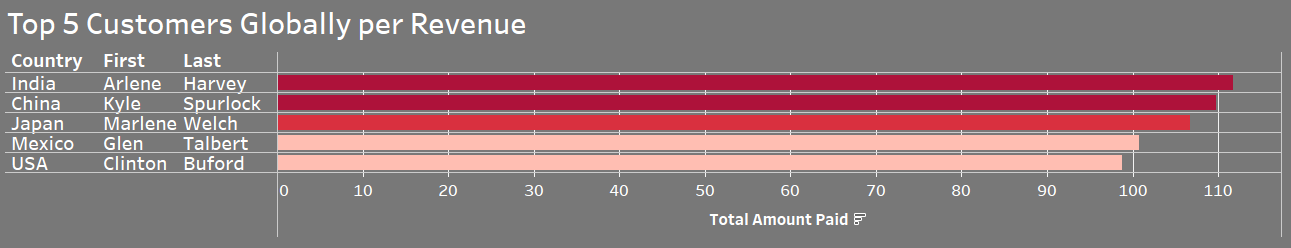 Top 5 Customers Globally per Revenue
Country First Last
India Arlene Harvey
China Kyle Spurlock
Japan Marlene Welch
Mexico Glen Talbert
USA Clinton Buford
0 10 20 30 40 50 60 70 80 90 100 110
Total Amount Paid